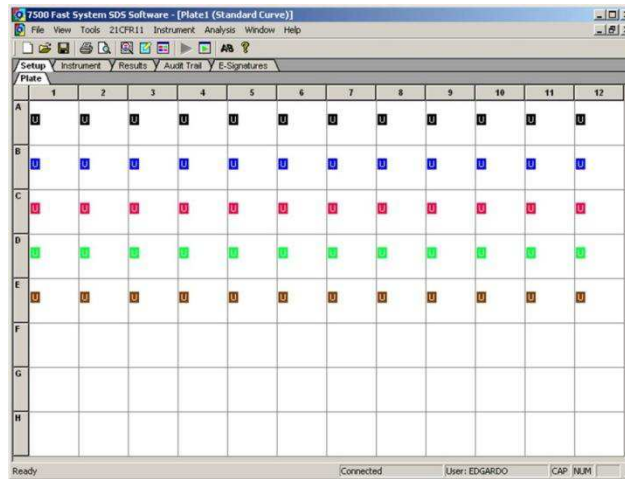 7500 Fast System SDS Software - [Plate1 (Standard Curve)]
File View Tools 21CFR11 Instrument Analysis Window Help
Setup Instrument Results Audit Trail E-Signatures
Plate
1 2 3 4 5 6 7 8 9 10 11 12
A U U U U U U U U U U U U
B U U U U U U U U U U U U
C U U U U U U U U U U U U
D U U U U U U U U U U U U
E U U U U U U U U U U U U
F
G
H
Ready Connected User: EDGARDO CAP NUM